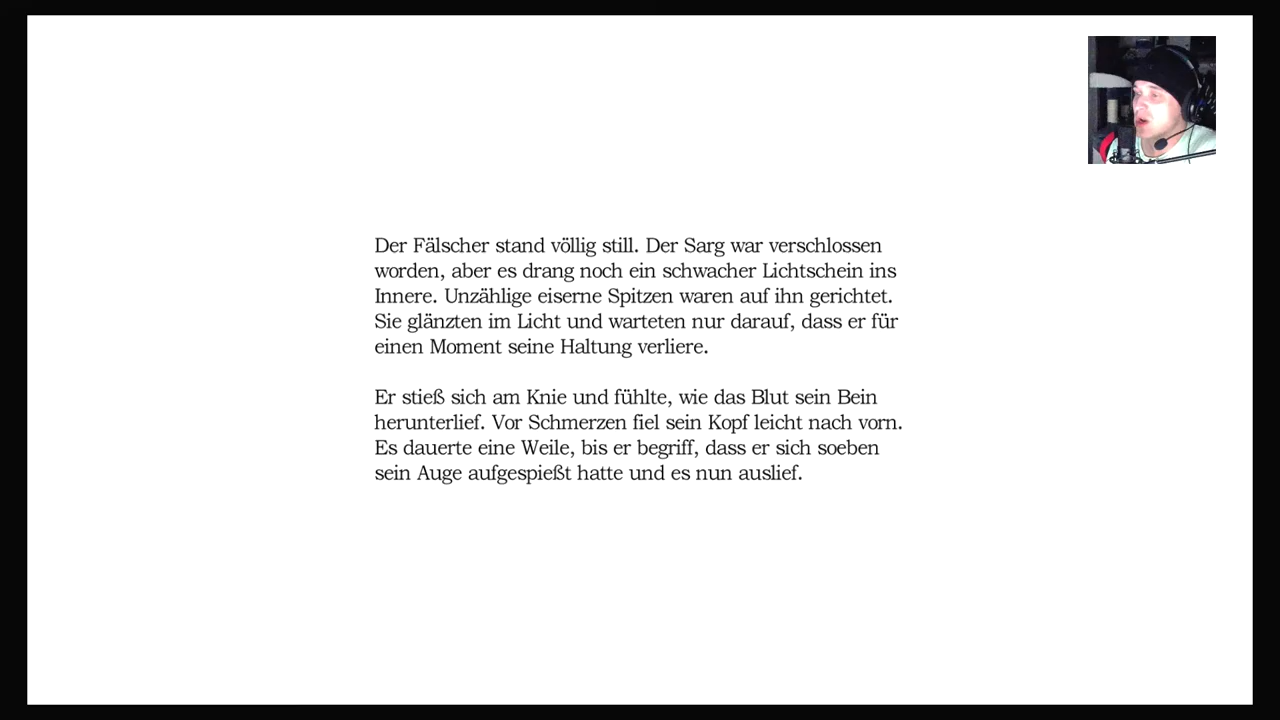 Der Fälscher stand völlig still. Der Sarg war verschlossen
worden, aber es drang noch ein schwacher Lichtschein ins
Innere. Unzählige eiserne Spitzen waren auf ihn gerichtet.
Sie glänzten im Licht und warteten nur darauf, dass er für
einen Moment seine Haltung verliere.
Er stieß sich am Knie und fühlte, wie das Blut sein Bein
herunterlief. Vor Schmerzen fiel sein Kopf leicht nach vorn.
Es dauerte eine Weile, bis er begriff, dass er sich soeben
sein Auge aufgespießt hatte und es nun auslief.